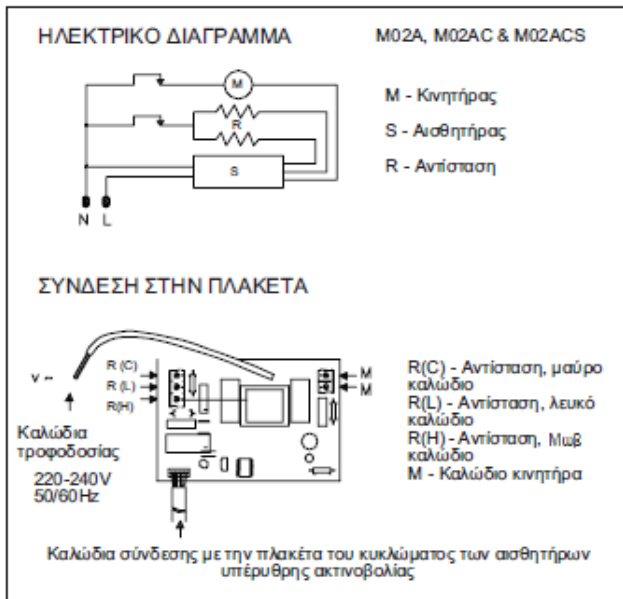 ΗΛΕΚΤΡΙΚΟ ΔΙΑΓΡΑΜΜΑ
M02A, M02AC & M02ACS
M
R
S
N L
M - Κινητήρας
S - Αισθητήρας
R - Αντίσταση
ΣΥΝΔΕΣΗ ΣΤΗΝ ΠΛΑΚΕΤΑ
V ~
R (C)
R (L)
R(H)
M
M
Καλώδια
τροφοδοσίας
220-240V
50/60Hz
R(C) - Αντίσταση, μαύρο
καλώδιο
R(L) - Αντίσταση, λευκό
καλώδιο
R(H) - Αντίσταση, Μωβ
καλώδιο
M - Καλώδιο κινητήρα
Καλώδια σύνδεσης με την πλακέτα του κυκλώματος των αισθητήρων
υπέρυθρης ακτινοβολίας